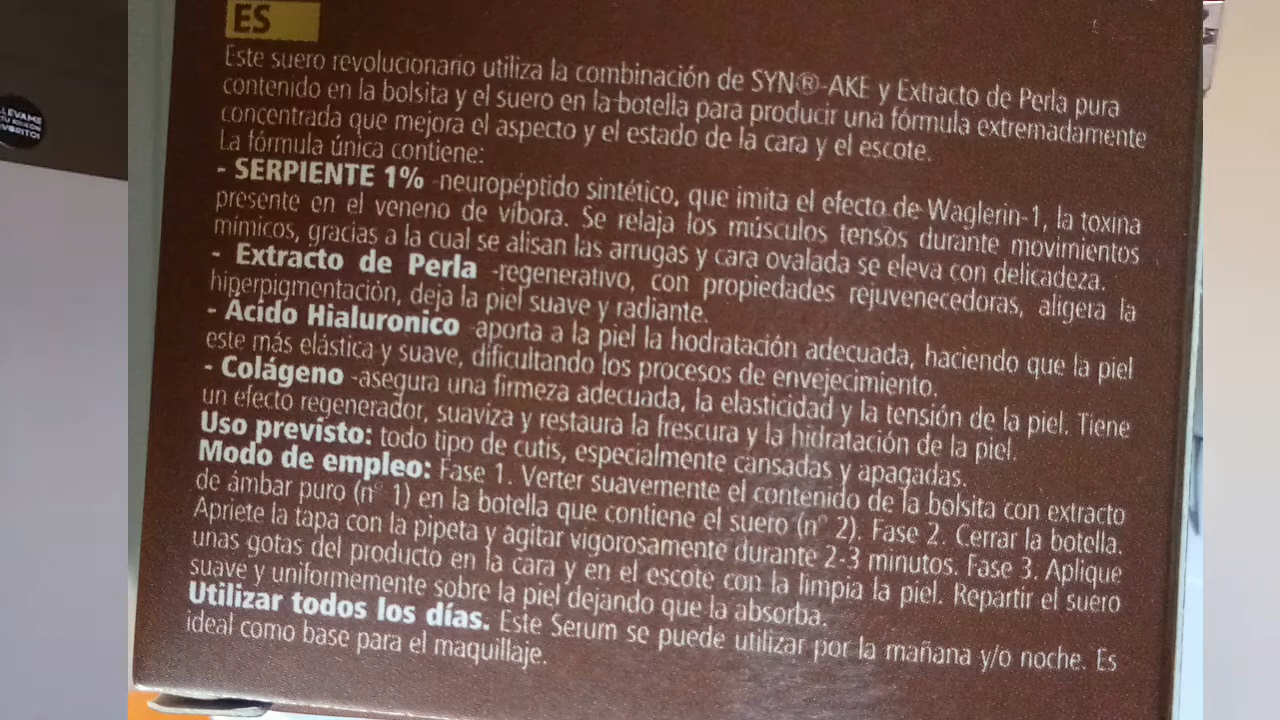 ES
Este suero revolucionario utiliza la combinación de SYN®-AKE y Extracto de Perla pura
contenido en la bolsita y el suero en la botella para producir una fórmula extremadamente
concentrada que mejora el aspecto y el estado de la cara y el escote.
La fórmula única contiene:
- SERPIENTE 1% -neuropéptido sintético, que imita el efecto de Waglerin-1, la toxina
presente en el veneno de víbora. Se relaja los músculos tensos durante movimientos
mímicos, gracias a la cual se alisan las arrugas y cara ovalada se eleva con delicadeza.
- Extracto de Perla -regenerativo, con propiedades rejuvenecedoras, aligera la
hiperpigmentación, deja la piel suave y radiante.
- Ácido Hialuronico -aporta a la piel la hodratación adecuada, haciendo que la piel
este más elástica y suave, dificultando los procesos de envejecimiento.
- Colágeno -asegura una firmeza adecuada, la elasticidad y la tensión de la piel. Tiene
un efecto regenerador, suaviza y restaura la frescura y la hidratación de la piel.
Uso previsto: todo tipo de cutis, especialmente cansadas y apagadas.
Modo de empleo: Fase 1. Verter suavemente el contenido de la bolsita con extracto
de ámbar puro (nº 1) en la botella que contiene el suero (nº 2). Fase 2. Cerrar la botella.
Apriete la tapa con la pipeta y agitar vigorosamente durante 2-3 minutos. Fase 3. Aplique
unas gotas del producto en la cara y en el escote con la limpia la piel. Repartir el suero
suave y uniformemente sobre la piel dejando que la absorba.
Utilizar todos los días. Este Serum se puede utilizar por la mañana y/o noche. Es
ideal como base para el maquillaje.